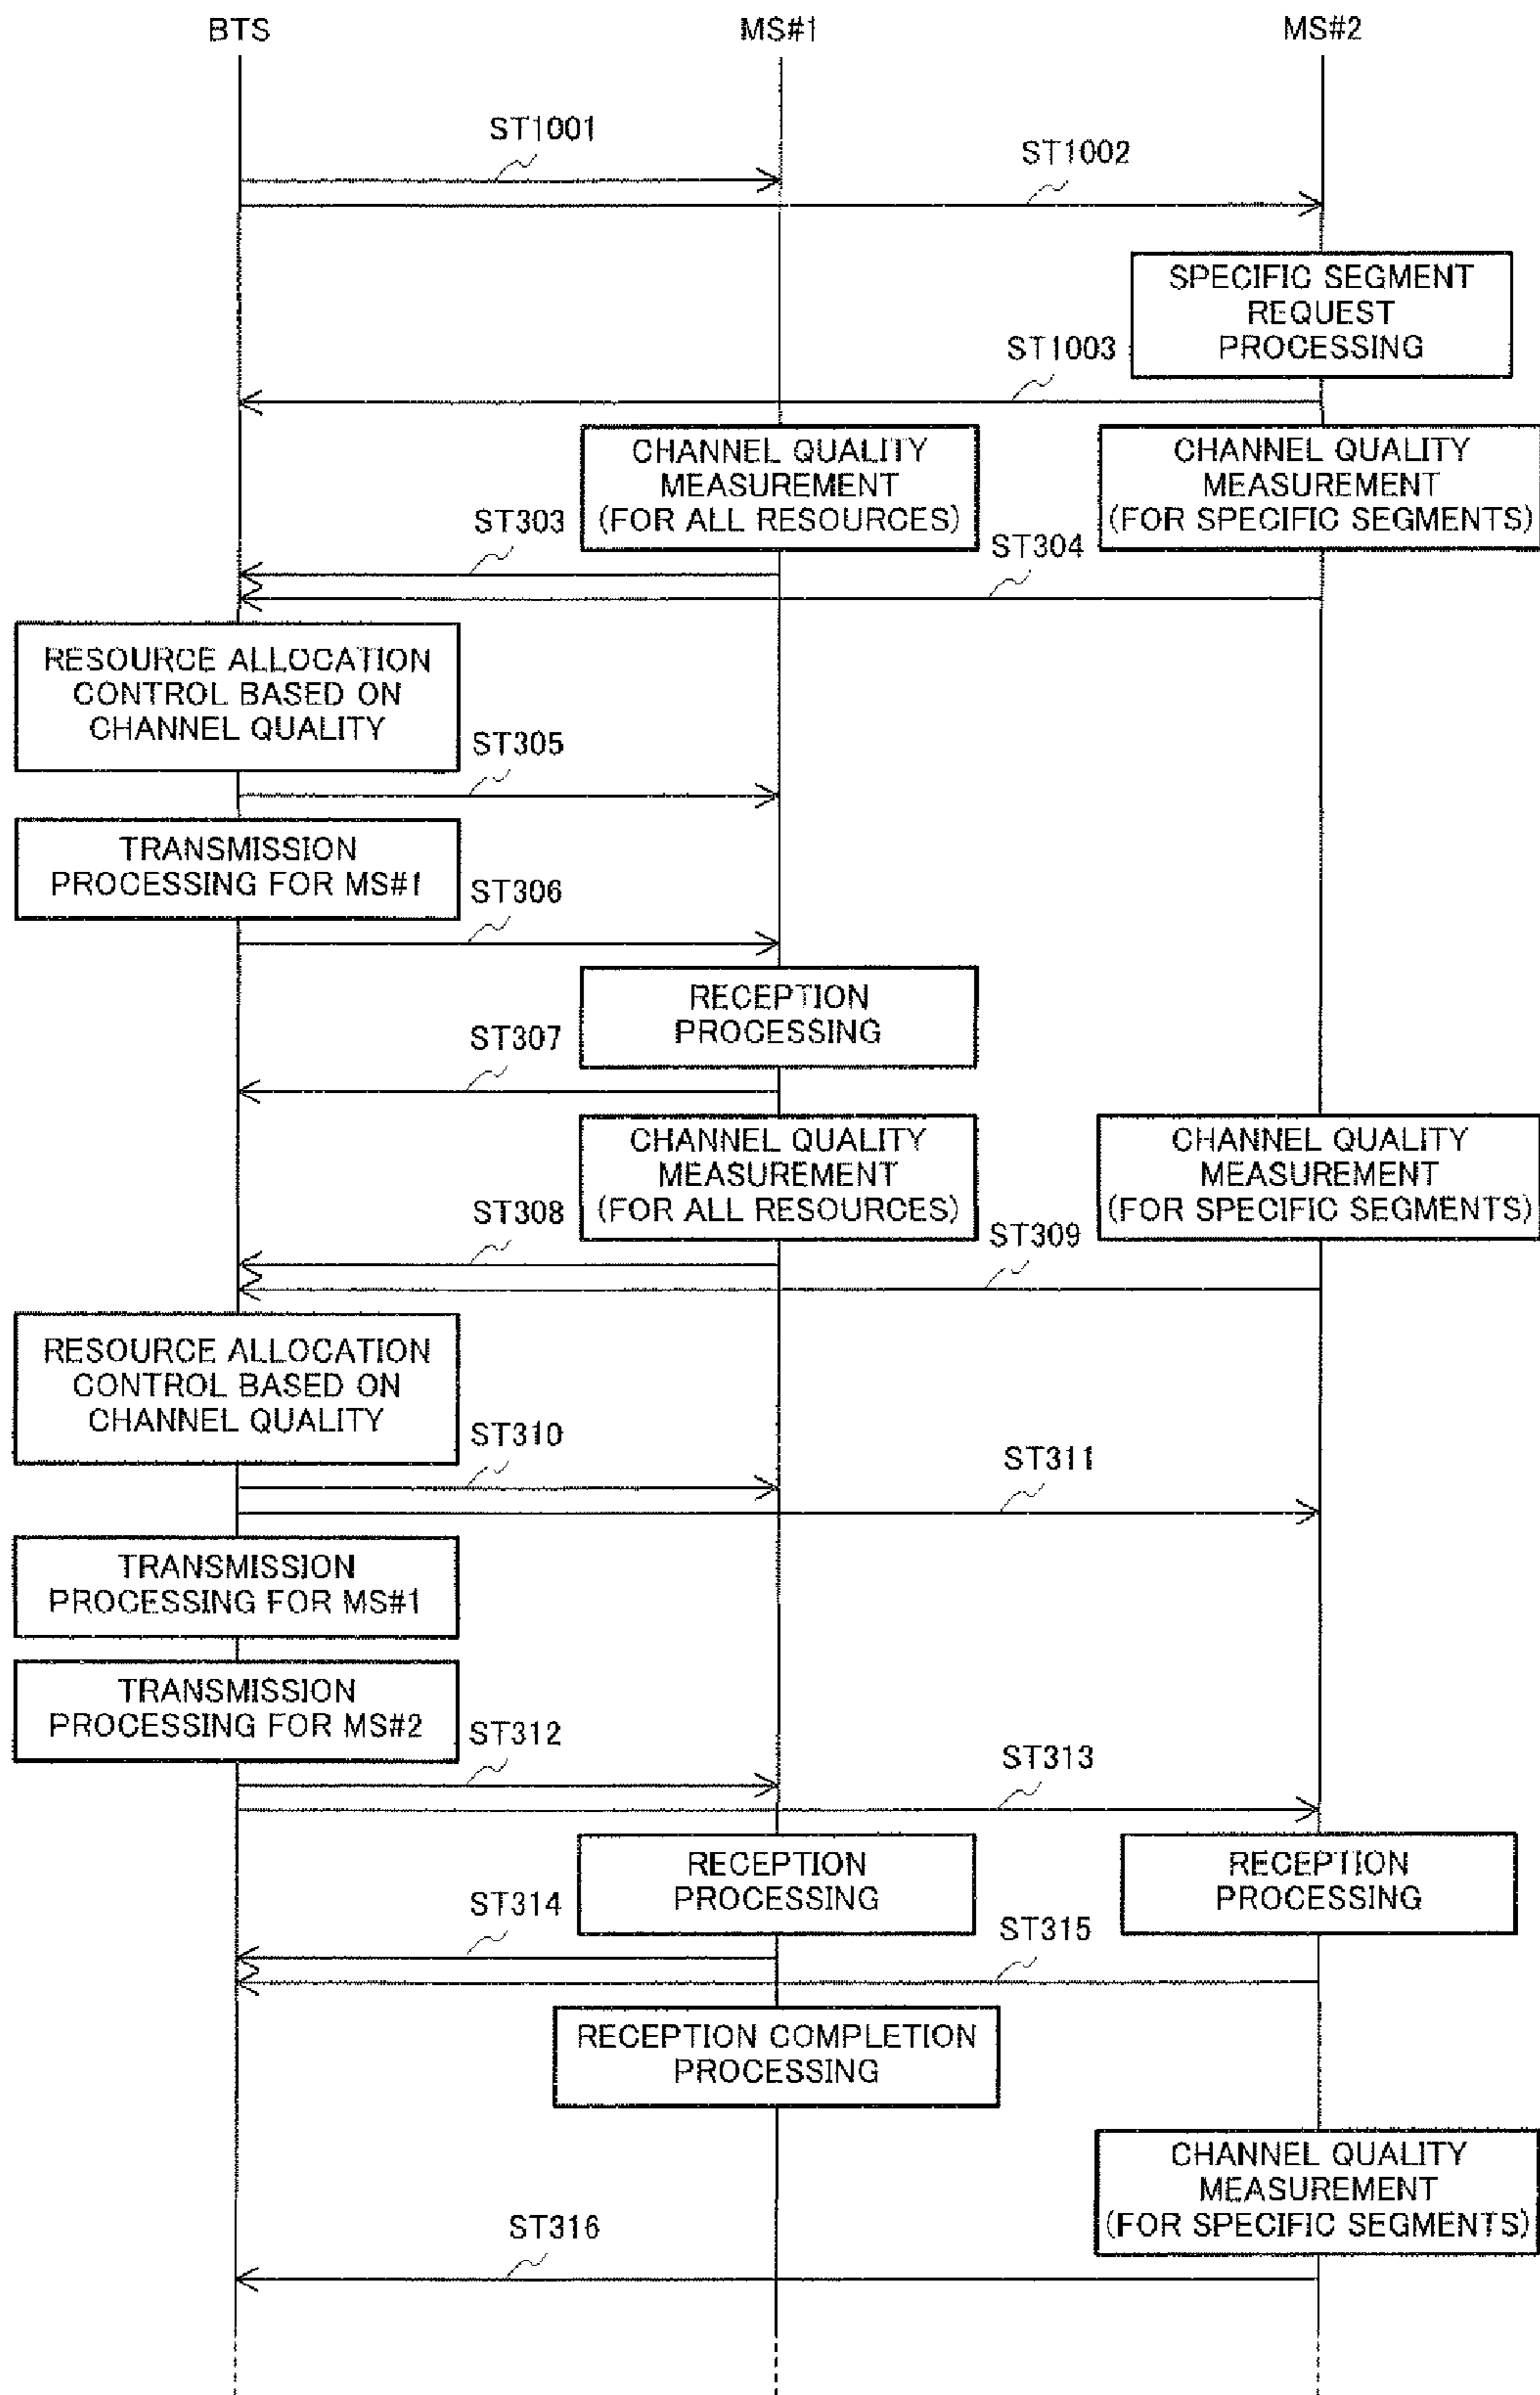 BTS
MS#1
MS#2
ST1001
ST1002
SPECIFIC SEGMENT
REQUEST
PROCESSING
ST1003
CHANNEL QUALITY
MEASUREMENT
(FOR ALL RESOURCES)
CHANNEL QUALITY
MEASUREMENT
(FOR SPECIFIC SEGMENTS)
ST303
ST304
RESOURCE ALLOCATION
CONTROL BASED ON
CHANNEL QUALITY
ST305
TRANSMISSION
PROCESSING FOR MS#1
ST306
RECEPTION
PROCESSING
ST307
CHANNEL QUALITY
MEASUREMENT
(FOR ALL RESOURCES)
CHANNEL QUALITY
MEASUREMENT
(FOR SPECIFIC SEGMENTS)
ST308
ST309
RESOURCE ALLOCATION
CONTROL BASED ON
CHANNEL QUALITY
ST310
ST311
TRANSMISSION
PROCESSING FOR MS#1
TRANSMISSION
PROCESSING FOR MS#2
ST312
ST313
RECEPTION
PROCESSING
RECEPTION
PROCESSING
ST314
ST315
RECEPTION COMPLETION
PROCESSING
CHANNEL QUALITY
MEASUREMENT
(FOR SPECIFIC SEGMENTS)
ST316